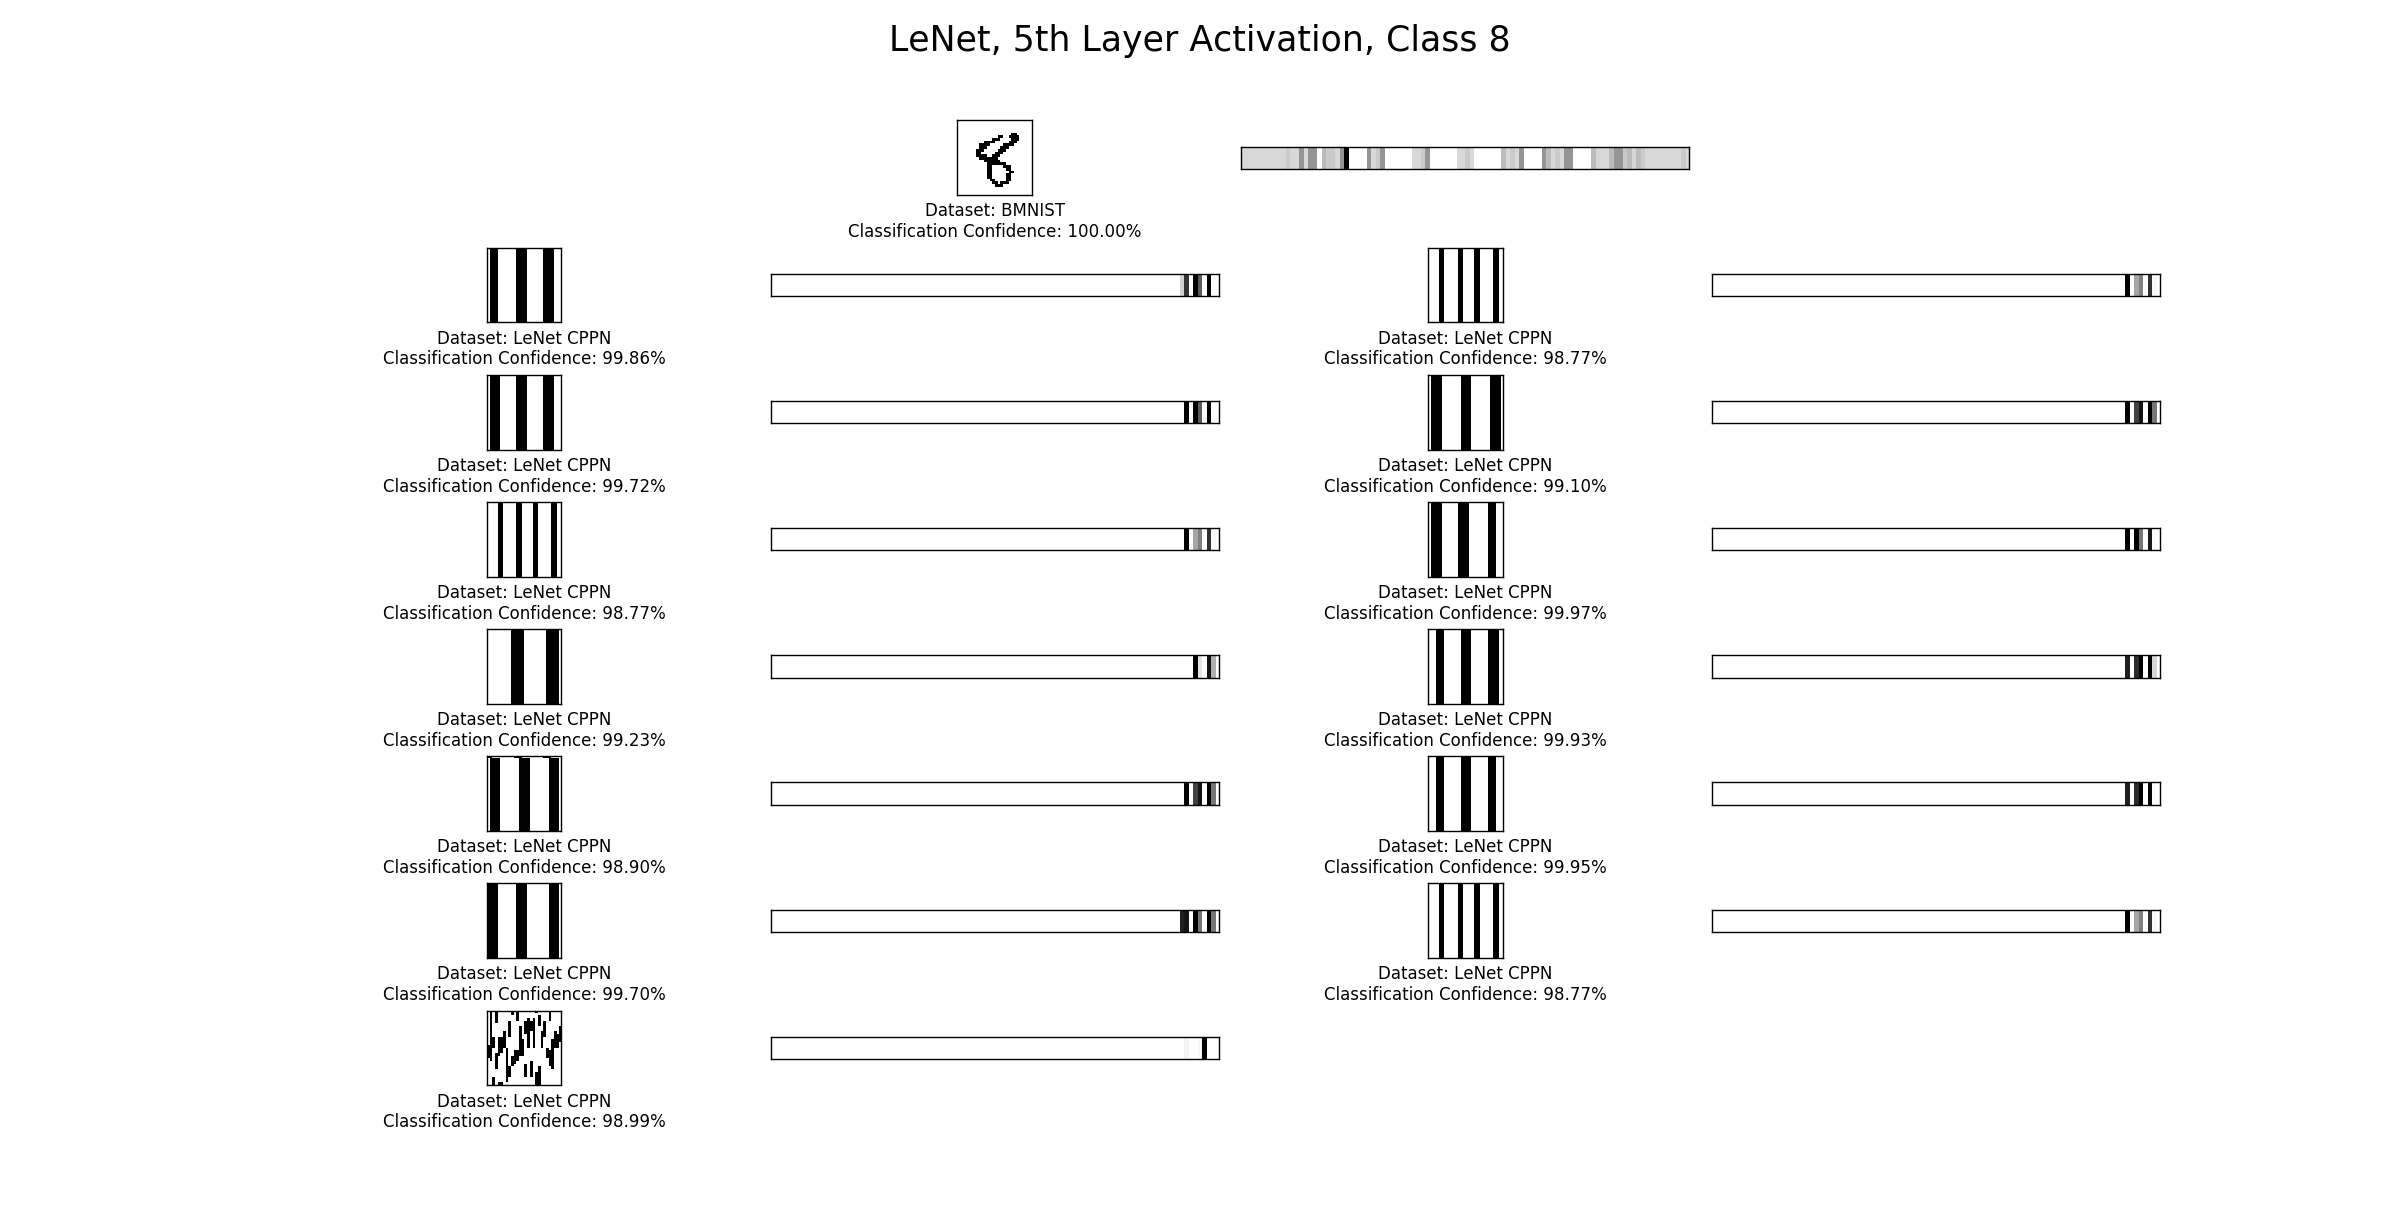 LeNet, 5th Layer Activation, Class 8
Dataset: BMNIST
Classification Confidence: 100.00%
Dataset: LeNet CPPN
Classification Confidence: 99.86%
Dataset: LeNet CPPN
Classification Confidence: 98.77%
Dataset: LeNet CPPN
Classification Confidence: 99.72%
Dataset: LeNet CPPN
Classification Confidence: 99.10%
Dataset: LeNet CPPN
Classification Confidence: 98.77%
Dataset: LeNet CPPN
Classification Confidence: 99.97%
Dataset: LeNet CPPN
Classification Confidence: 99.23%
Dataset: LeNet CPPN
Classification Confidence: 99.93%
Dataset: LeNet CPPN
Classification Confidence: 98.90%
Dataset: LeNet CPPN
Classification Confidence: 99.95%
Dataset: LeNet CPPN
Classification Confidence: 99.70%
Dataset: LeNet CPPN
Classification Confidence: 98.77%
Dataset: LeNet CPPN
Classification Confidence: 98.99%